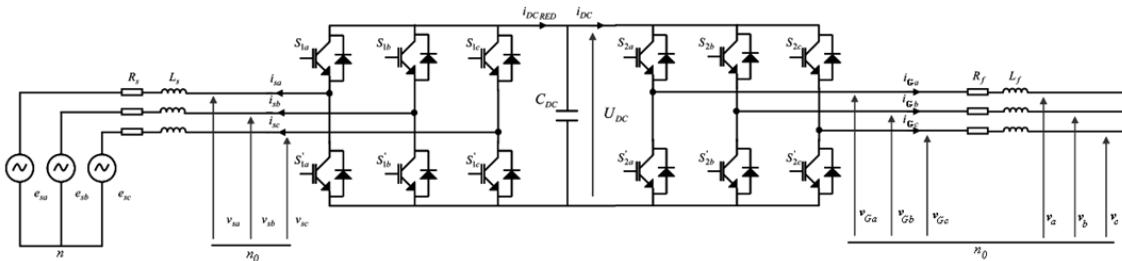 i_DC_RED i_DC
S_1a S_1b S_1c S_2a S_2b S_2c
R_s L_s i_sa i_Ga R_f L_f
i_sb C_DC U_DC i_Gb
i_sc i_Gc
S'_1a S'_1b S'_1c S'_2a S'_2b S'_2c
e_sa e_sb e_sc v_sa v_sb v_sc v_Ga v_Gb v_Gc v_a v_b v_c
n n_0 n_0